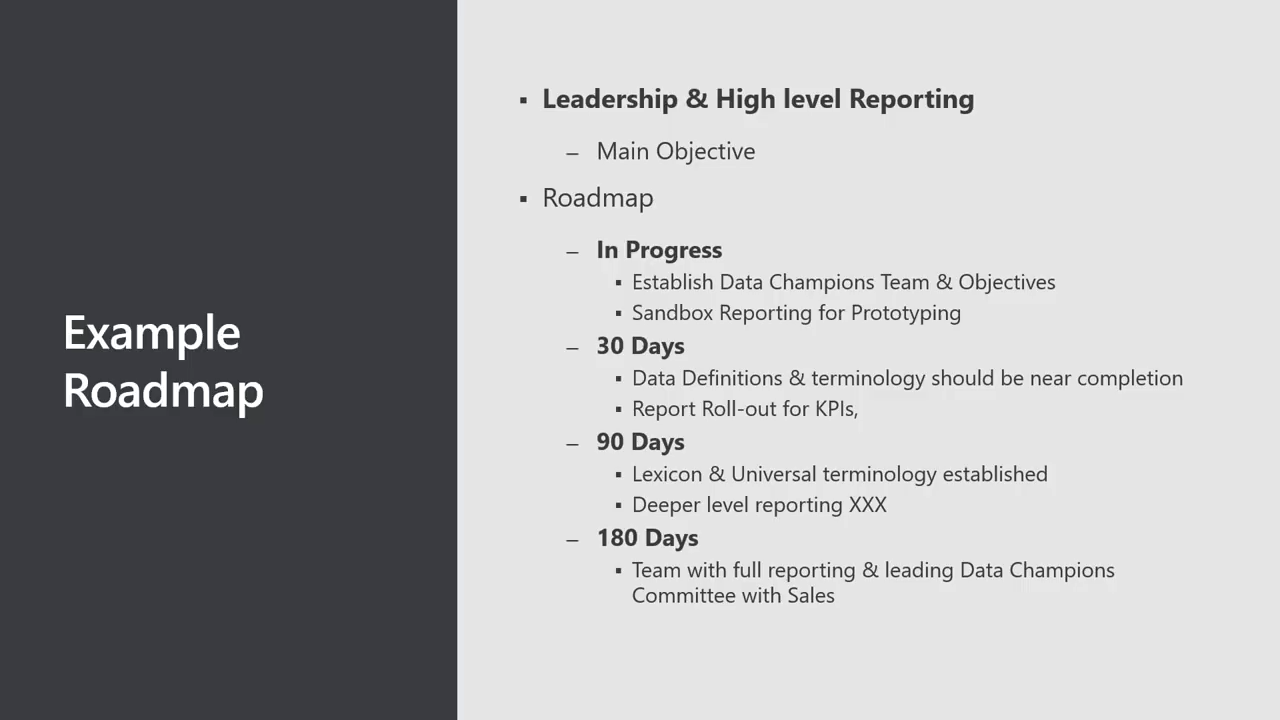 Example
Roadmap
▪ Leadership & High level Reporting
– Main Objective
▪ Roadmap
– In Progress
▪ Establish Data Champions Team & Objectives
▪ Sandbox Reporting for Prototyping
– 30 Days
▪ Data Definitions & terminology should be near completion
▪ Report Roll-out for KPIs,
– 90 Days
▪ Lexicon & Universal terminology established
▪ Deeper level reporting XXX
– 180 Days
▪ Team with full reporting & leading Data Champions
Committee with Sales